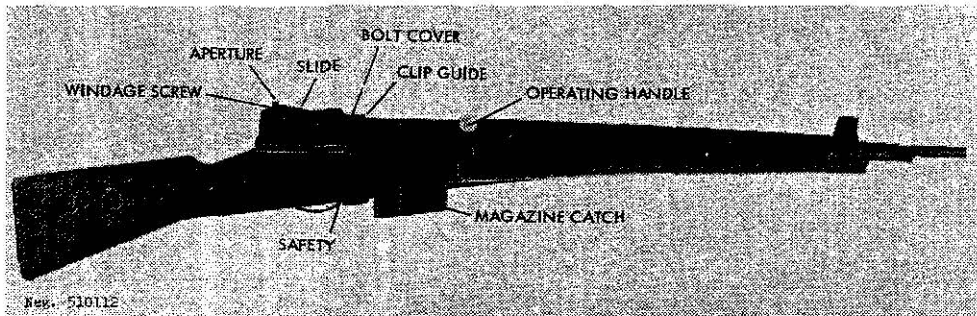 BOLT COVER
APERTURE
SLIDE
CLIP GUIDE
WINDAGE SCREW
OPERATING HANDLE
MAGAZINE CATCH
SAFETY
Neg. 510112